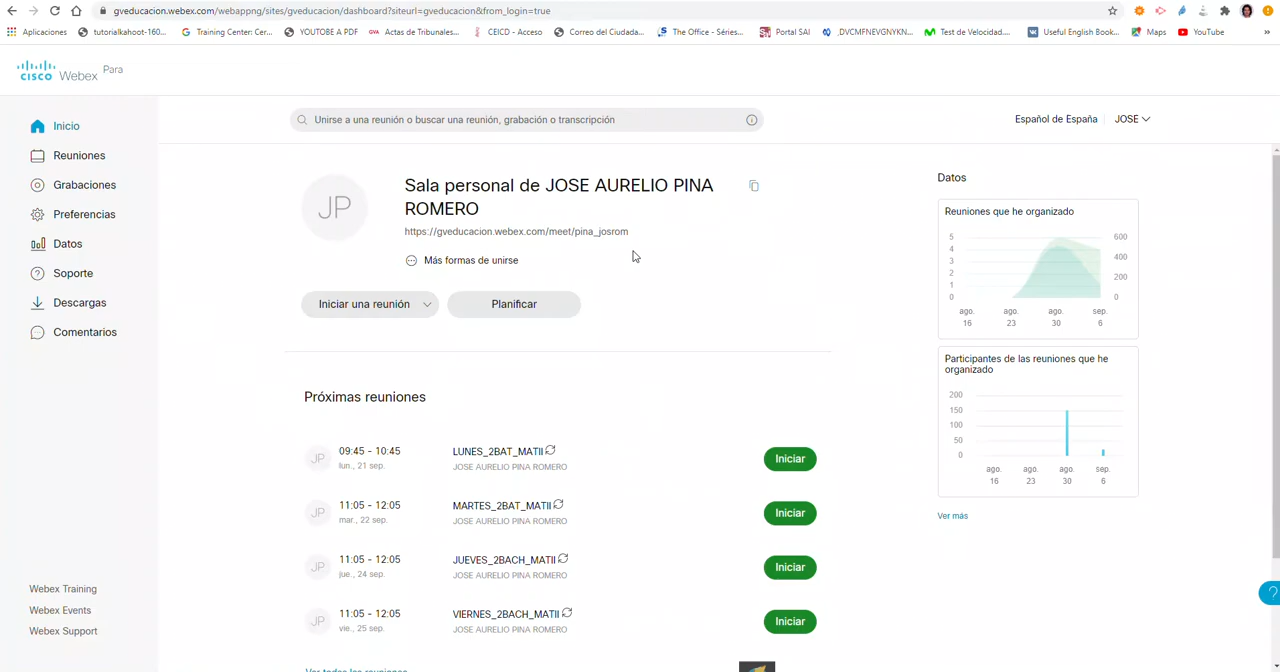 gveducacion.webex.com/webappng/sites/gveducacion/dashboard?siteurl=gveducacion&from_login=true
Aplicaciones
tutorialkahoot-160...
Training Center: Cer...
YOUTOBE A PDF
GVA Actas de Tribunales...
CEICD - Acceso
Correo del Ciudada...
The Office - Séries...
Portal SAI
,DVCMFNEVGNYKN...
Test de Velocidad....
Useful English Book...
Maps
YouTube
»
CISCO Webex Para
Inicio
Reuniones
Grabaciones
Preferencias
Datos
Soporte
Descargas
Comentarios
Webex Training
Webex Events
Webex Support
Unirse a una reunión o buscar una reunión, grabación o transcripción
Español de España
JOSE
JP
Sala personal de JOSE AURELIO PINA
ROMERO
https://gveducacion.webex.com/meet/pina_josrom
Más formas de unirse
Iniciar una reunión
Planificar
Próximas reuniones
JP
09:45 - 10:45
lun., 21 sep.
LUNES_2BAT_MATII
JOSE AURELIO PINA ROMERO
Iniciar
JP
11:05 - 12:05
mar., 22 sep.
MARTES_2BAT_MATII
JOSE AURELIO PINA ROMERO
Iniciar
JP
11:05 - 12:05
jue., 24 sep.
JUEVES_2BACH_MATII
JOSE AURELIO PINA ROMERO
Iniciar
JP
11:05 - 12:05
vie., 25 sep.
VIERNES_2BACH_MATII
JOSE AURELIO PINA ROMERO
Iniciar
Ver todas las reuniones
Datos
Reuniones que he organizado
5
4
3
2
1
0
600
400
200
0
ago. ago. ago. sep.
16 23 30 6
Participantes de las reuniones que he
organizado
200
150
100
50
0
ago. ago. ago. sep.
16 23 30 6
Ver más
?